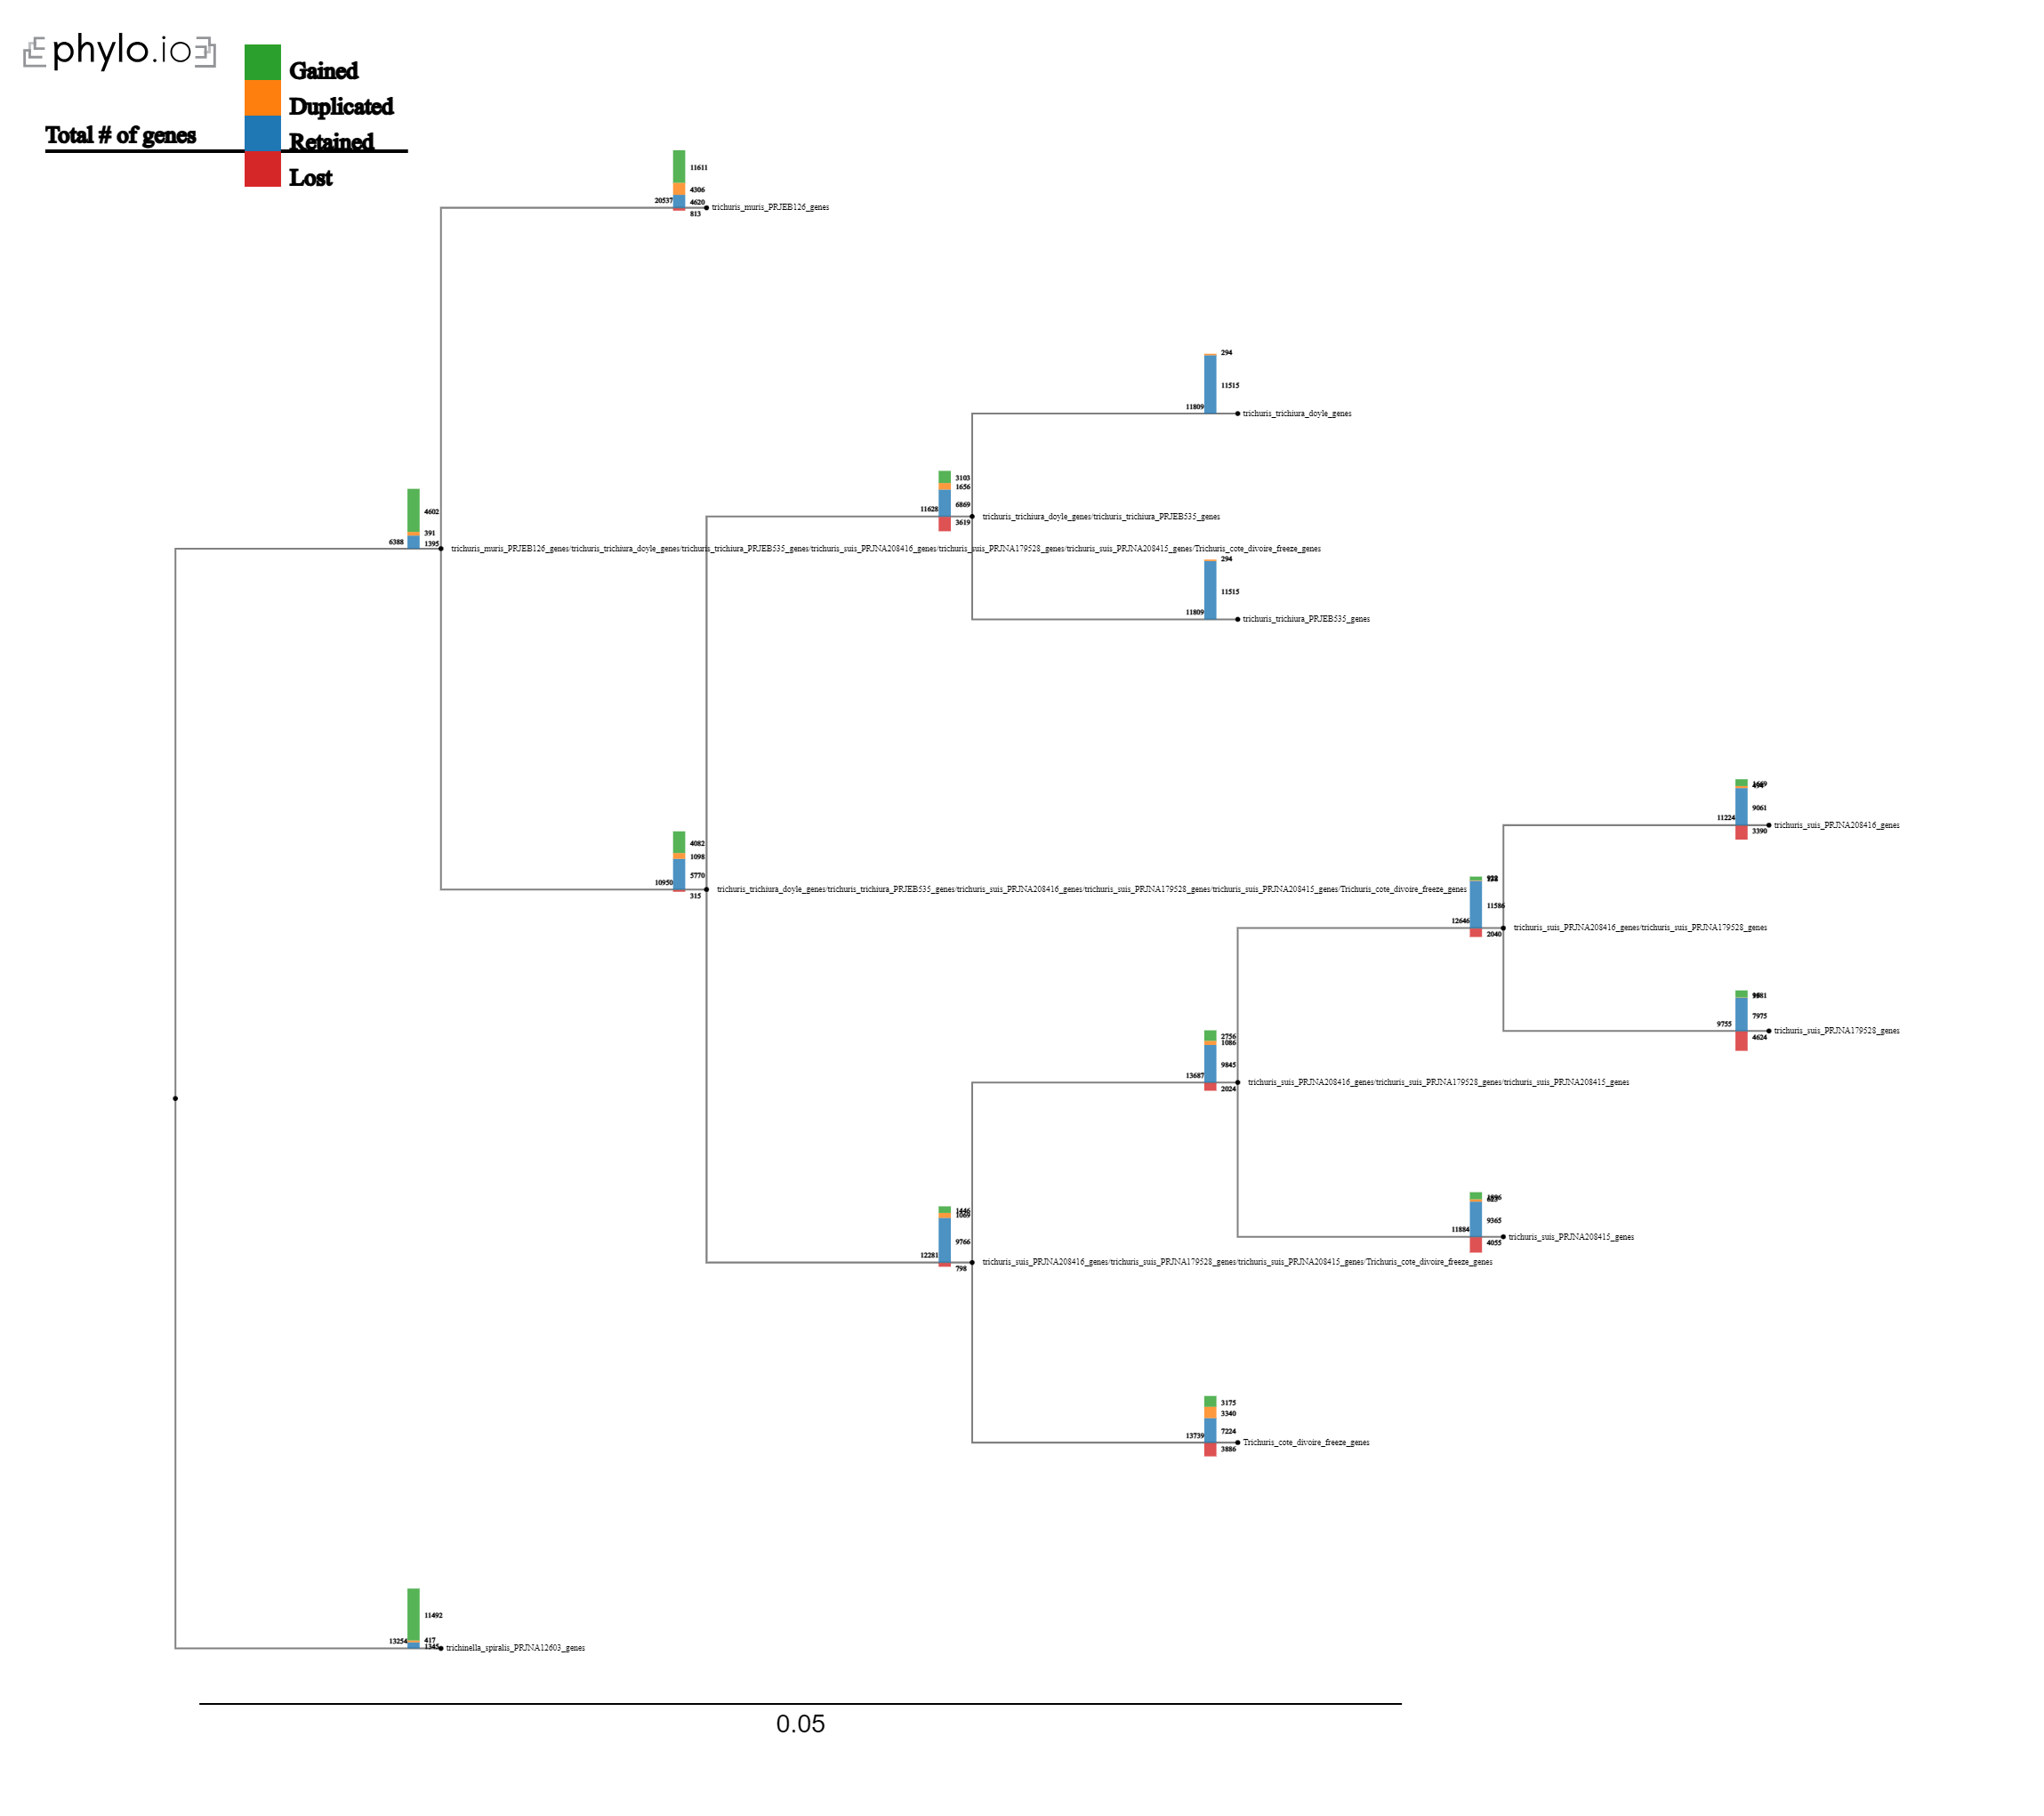 phylo.io
Gained
Duplicated
Total # of genes
Retained
Lost
11611
4306
20537
4620
813
trichuris_muris_PRJEB126_genes
294
11515
11809
trichuris_trichiura_doyle_genes
3103
1656
6869
11628
3619
trichuris_trichiura_doyle_genes/trichuris_trichiura_PRJEB535_genes
4602
391
6388
1395
trichuris_muris_PRJEB126_genes/trichuris_trichiura_doyle_genes/trichuris_trichiura_PRJEB535_genes/trichuris_suis_PRJNA208416_genes/trichuris_suis_PRJNA179528_genes/trichuris_suis_PRJNA208415_genes/Trichuris_cote_divoire_freeze_genes
294
11515
11809
trichuris_trichiura_PRJEB535_genes
9061
11224
3390
trichuris_suis_PRJNA208416_genes
4082
1098
5770
10950
315
trichuris_trichiura_doyle_genes/trichuris_trichiura_PRJEB535_genes/trichuris_suis_PRJNA208416_genes/trichuris_suis_PRJNA179528_genes/trichuris_suis_PRJNA208415_genes/Trichuris_cote_divoire_freeze_genes
11586
12646
2040
trichuris_suis_PRJNA208416_genes/trichuris_suis_PRJNA179528_genes
7975
9755
4624
trichuris_suis_PRJNA179528_genes
2756
1086
9845
13687
2024
trichuris_suis_PRJNA208416_genes/trichuris_suis_PRJNA179528_genes/trichuris_suis_PRJNA208415_genes
9365
11884
4055
trichuris_suis_PRJNA208415_genes
1446
1069
9766
12281
798
trichuris_suis_PRJNA208416_genes/trichuris_suis_PRJNA179528_genes/trichuris_suis_PRJNA208415_genes/Trichuris_cote_divoire_freeze_genes
3175
3340
7224
13739
3886
Trichuris_cote_divoire_freeze_genes
11492
417
13254
1345
trichinella_spiralis_PRJNA12603_genes
0.05